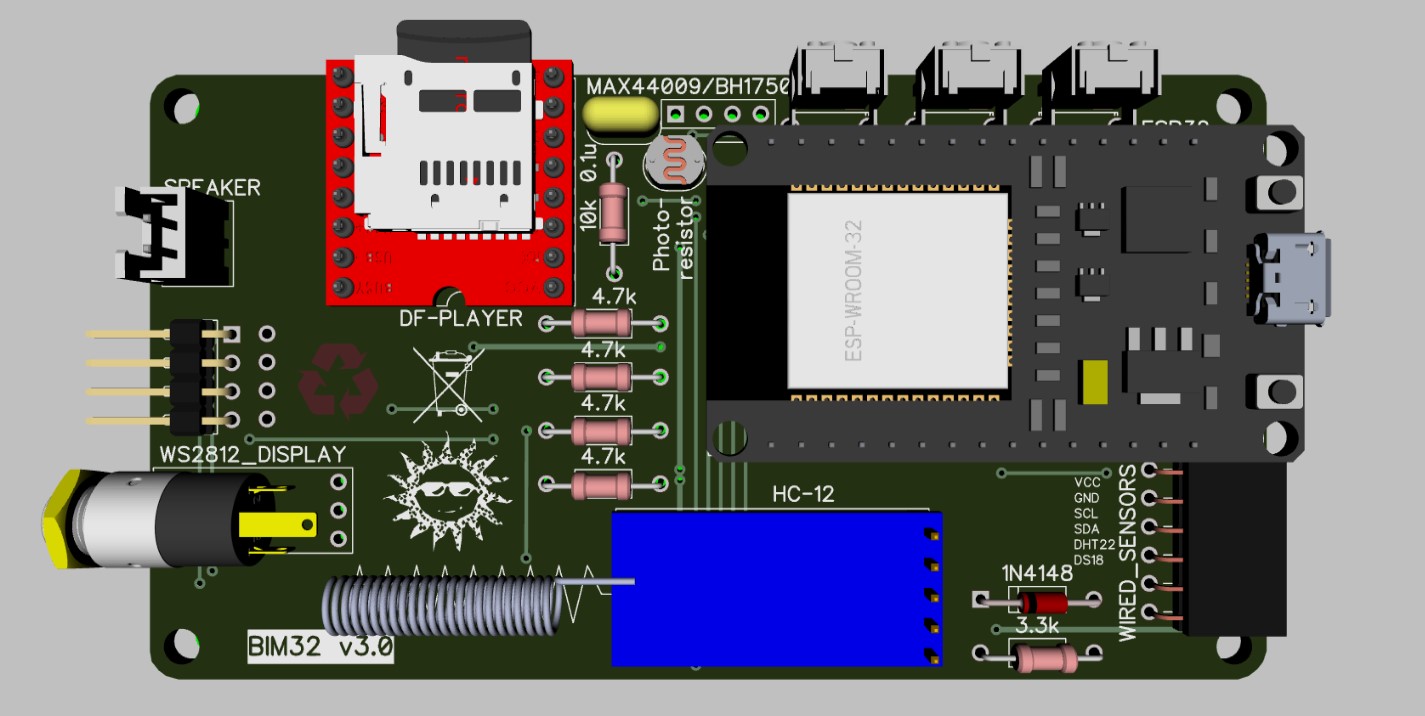 MAX44009/BH1750
SPEAKER
0.1u
10k
Photo-
resistor
ESP-WROOM-32
4.7k
DF-PLAYER
4.7k
4.7k
4.7k
WS2812_DISPLAY
HC-12
VCC
GND
SCL
SDA
DHT22
DS18
WIRED_SENSORS
1N4148
3.3k
BIM32 v3.0